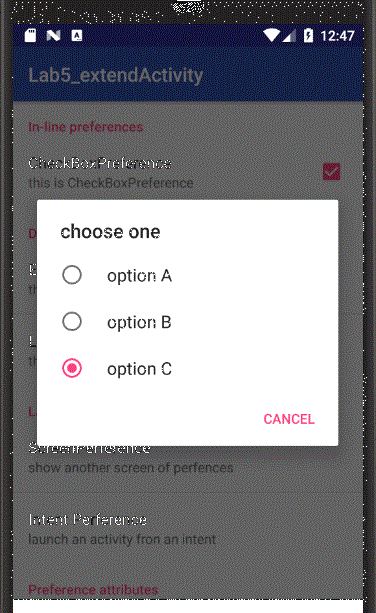 12:47
Lab5_extendActivity
In-line preferences
CheckBoxPreference
this is CheckBoxPreference
choose one
option A
option B
option C
CANCEL
ScreenPerference
show another screen of perfences
Intent Perference
launch an activity fron an intent
Preference attributes